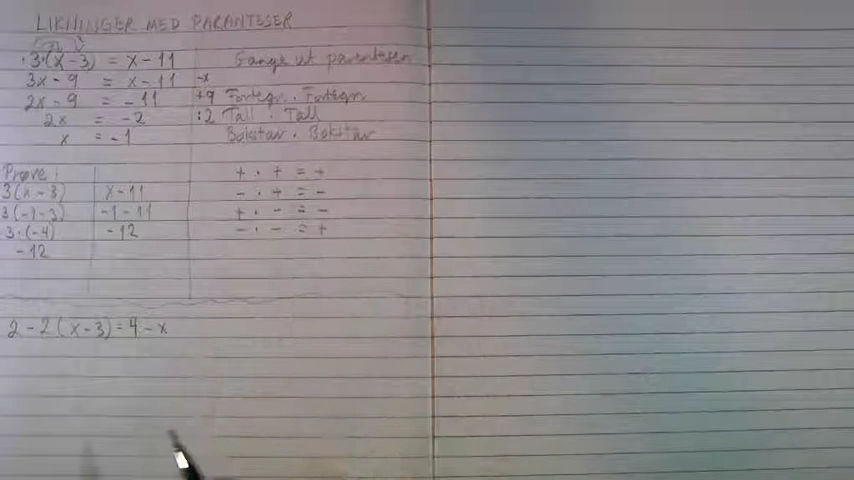 LIKNINGER MED PARANTESER
3·(x-3) = x-11 Gange ut parentesen
3x - 9 = x-11 -x
2x - 9 = -11 +9 Fortegn · Fortegn
2x = -2 :2 Tall · Tall
x = -1 Bokstav · Bokstav
Prøve: + · + = +
3(x-3) x-11 - · + = -
3(-1-3) -1-11 + · - = -
3·(-4) -12 - · - = +
-12
2-2(x-3)=4-x